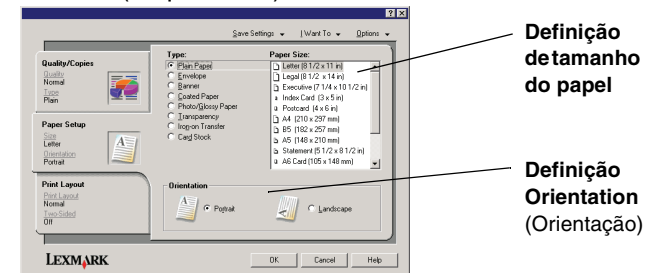 Save Settings
I Want To
Options
Quality/Copies
Quality
Normal
Type
Plain
Paper Setup
Size
Letter
Orientation
Portrait
Print Layout
Print Layout
Normal
Two-Sided
Off
Type:
Plain Paper
Envelope
Banner
Coated Paper
Photo/Glossy Paper
Transparency
Iron-on Transfer
Card Stock
Paper Size:
Letter (8 1/2 x 11 in)
Legal (8 1/2 x 14 in)
Executive (7 1/4 x 10 1/2 in)
Index Card (3 x 5 in)
Postcard (4 x 6 in)
A4 (210 x 297 mm)
B5 (182 x 257 mm)
A5 (148 x 210 mm)
Statement (5 1/2 x 8 1/2 in)
A6 Card (105 x 148 mm)
Orientation
Portrait
Landscape
LEXMARK
OK
Cancel
Help
Definição
de tamanho
do papel
Definição
Orientation
(Orientação)